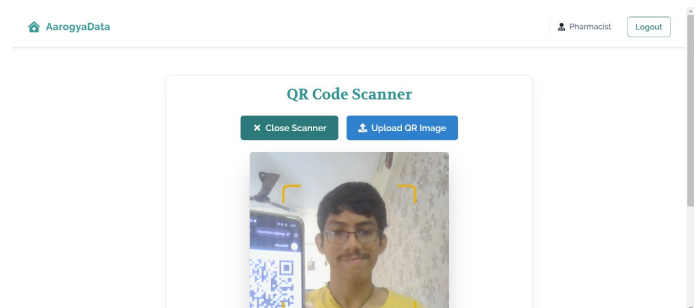 AarogyaData
Pharmacist
Logout
QR Code Scanner
Close Scanner
Upload QR Image